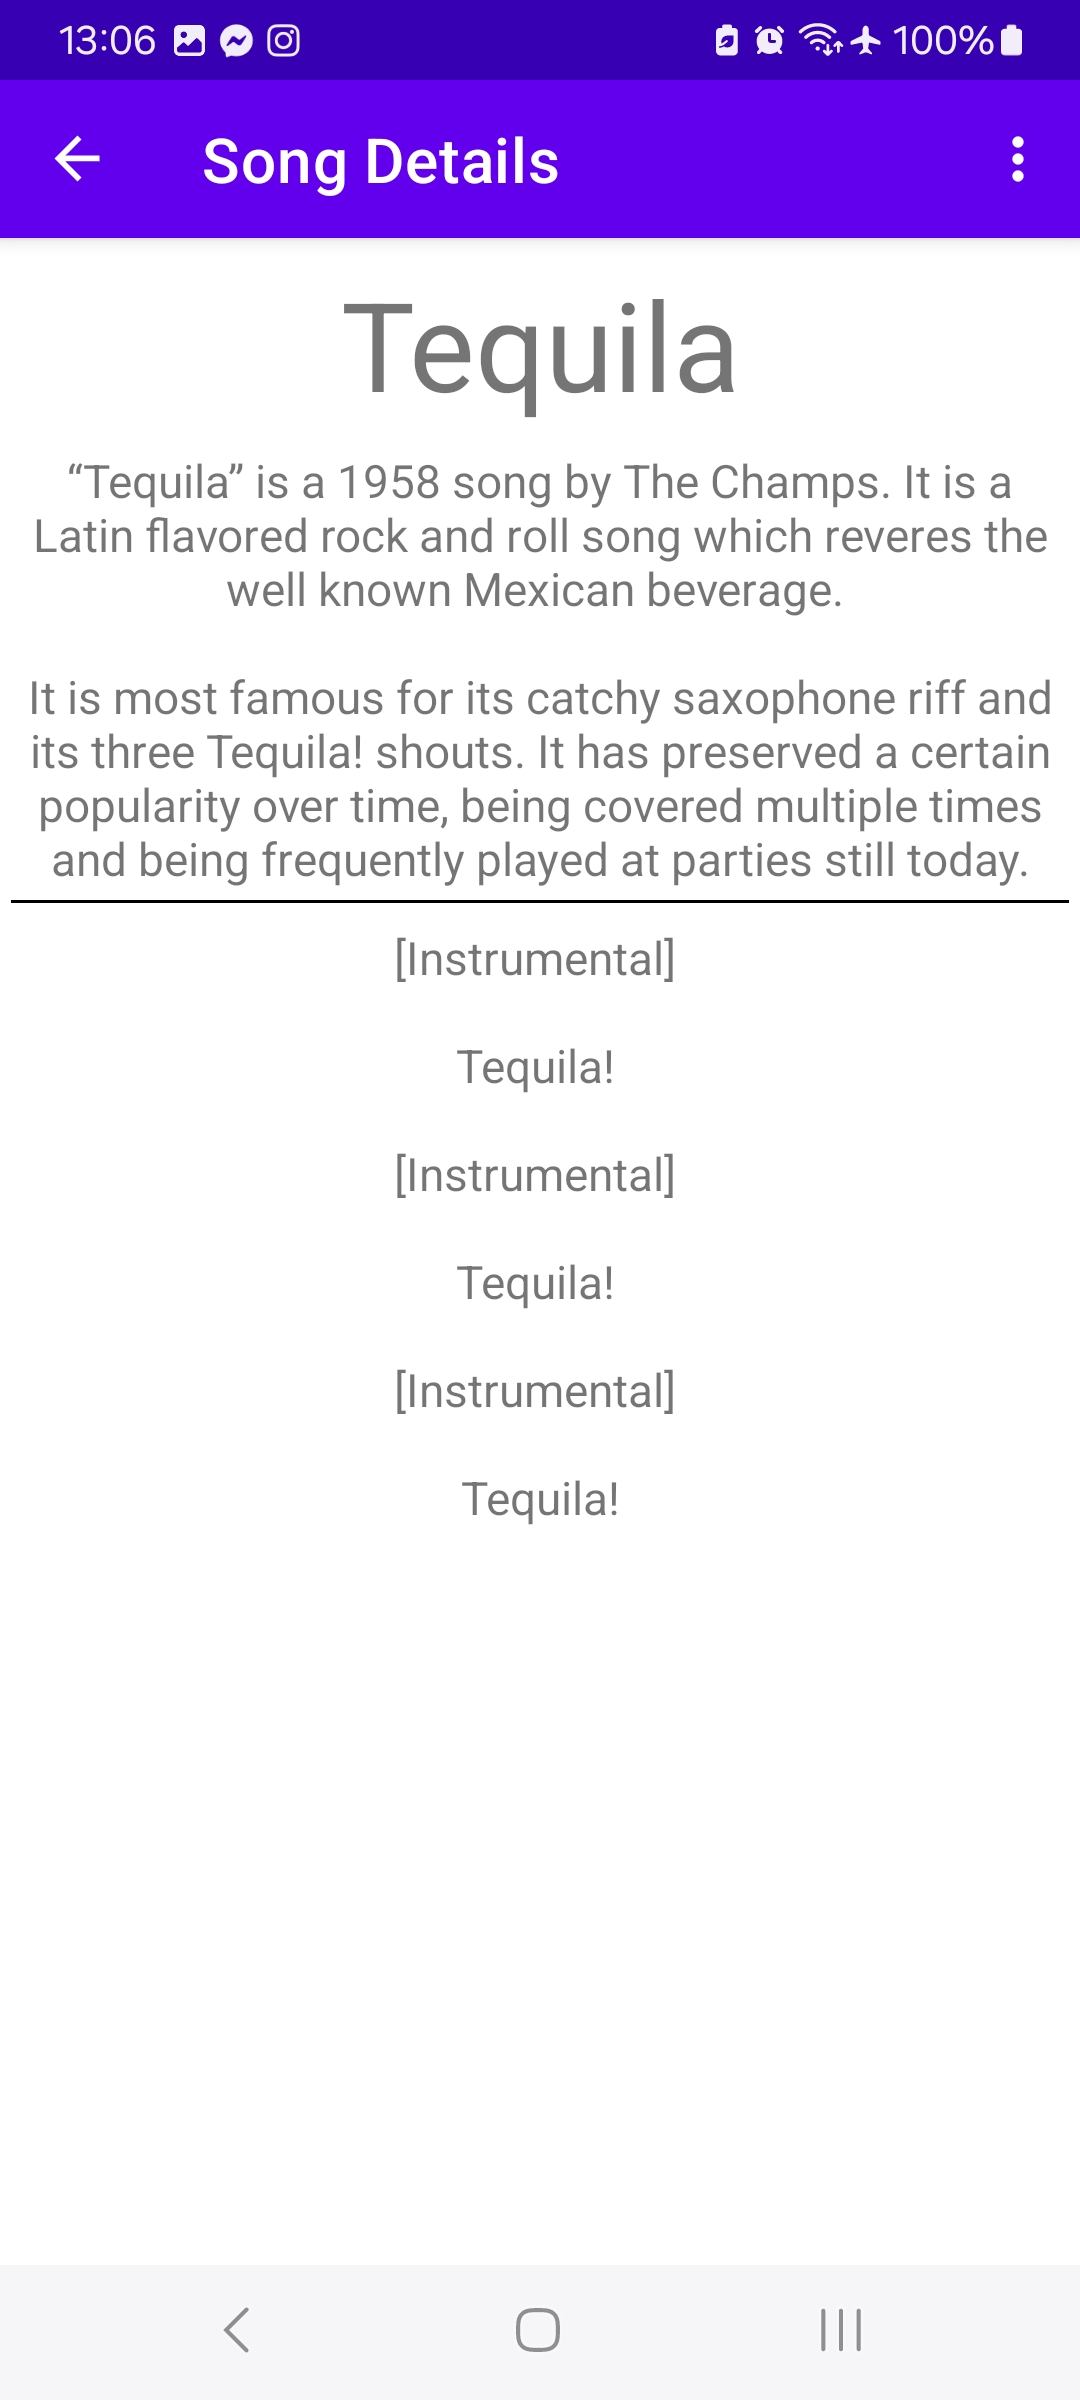 13:06 100%
Song Details
Tequila
“Tequila” is a 1958 song by The Champs. It is a
Latin flavored rock and roll song which reveres the
well known Mexican beverage.
It is most famous for its catchy saxophone riff and
its three Tequila! shouts. It has preserved a certain
popularity over time, being covered multiple times
and being frequently played at parties still today.
[Instrumental]
Tequila!
[Instrumental]
Tequila!
[Instrumental]
Tequila!